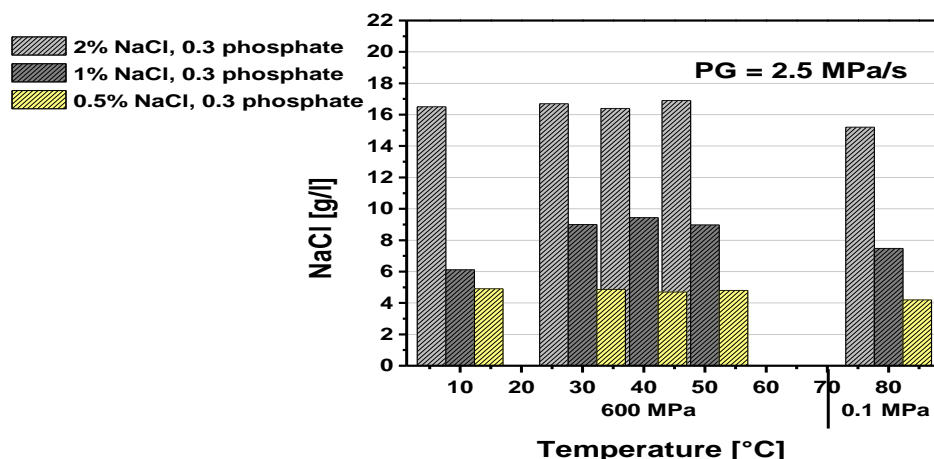 2% NaCl, 0.3 phosphate
1% NaCl, 0.3 phosphate
0.5% NaCl, 0.3 phosphate
PG = 2.5 MPa/s
NaCl [g/l]
22
20
18
16
14
12
10
8
6
4
2
0
10 20 30 40 50 60 70 80
600 MPa 0.1 MPa
Temperature [°C]